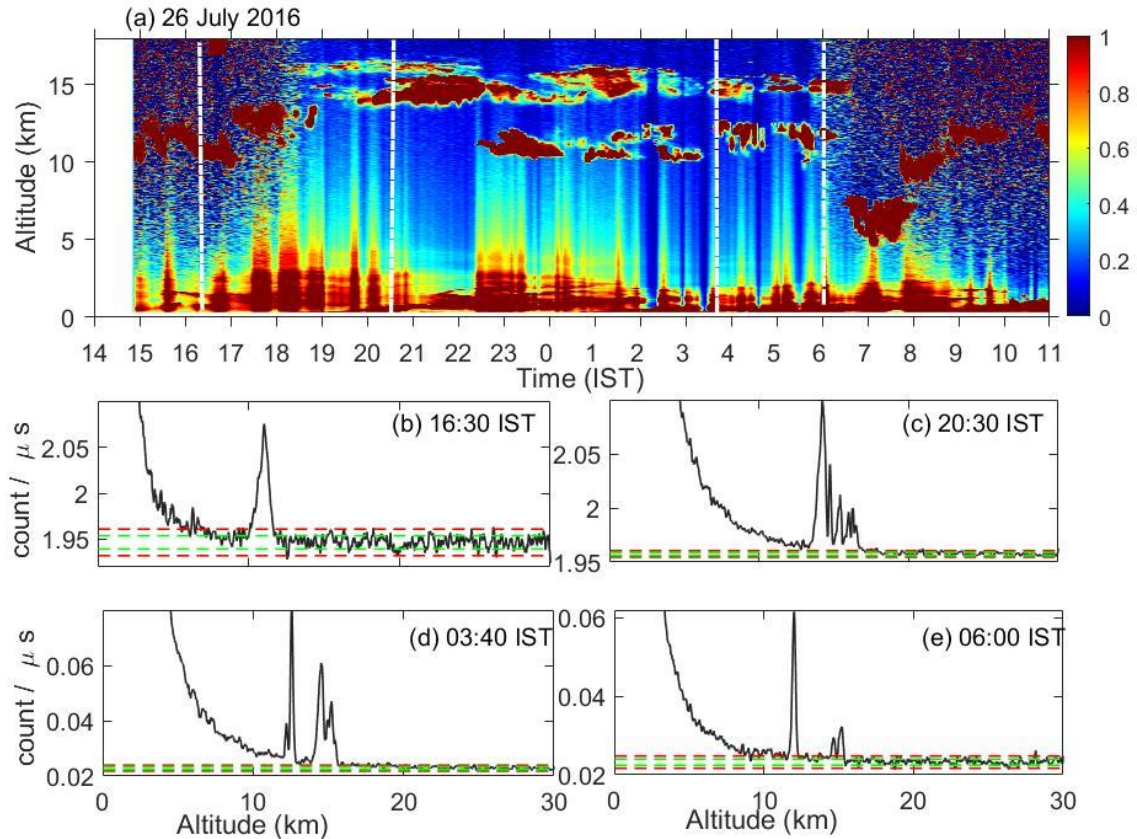 (a) 26 July 2016
Altitude (km)
15
10
5
0
14 15 16 17 18 19 20 21 22 23 0 1 2 3 4 5 6 7 8 9 10 11
Time (IST)
1
0.8
0.6
0.4
0.2
0
(b) 16:30 IST
count / μ s
2.05
2
1.95
(c) 20:30 IST
2.05
2
1.95
(d) 03:40 IST
count / μ s
0.06
0.04
0.02
0 10 20 30
Altitude (km)
(e) 06:00 IST
0.06
0.04
0.02
0 10 20 30
Altitude (km)